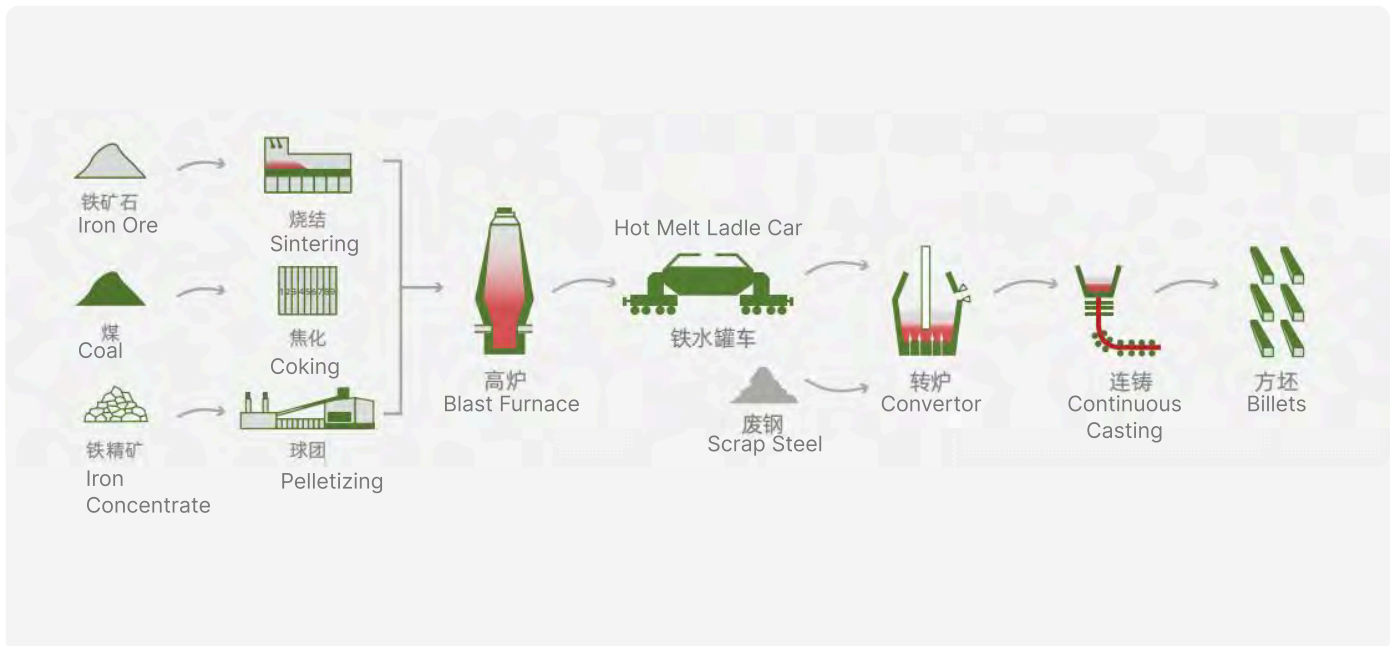 铁矿石
Iron Ore
烧结
Sintering
煤
Coal
123456789
焦化
Coking
铁精矿
Iron
Concentrate
球团
Pelletizing
高炉
Blast Furnace
Hot Melt Ladle Car
铁水罐车
废钢
Scrap Steel
转炉
Convertor
连铸
Continuous
Casting
方坯
Billets